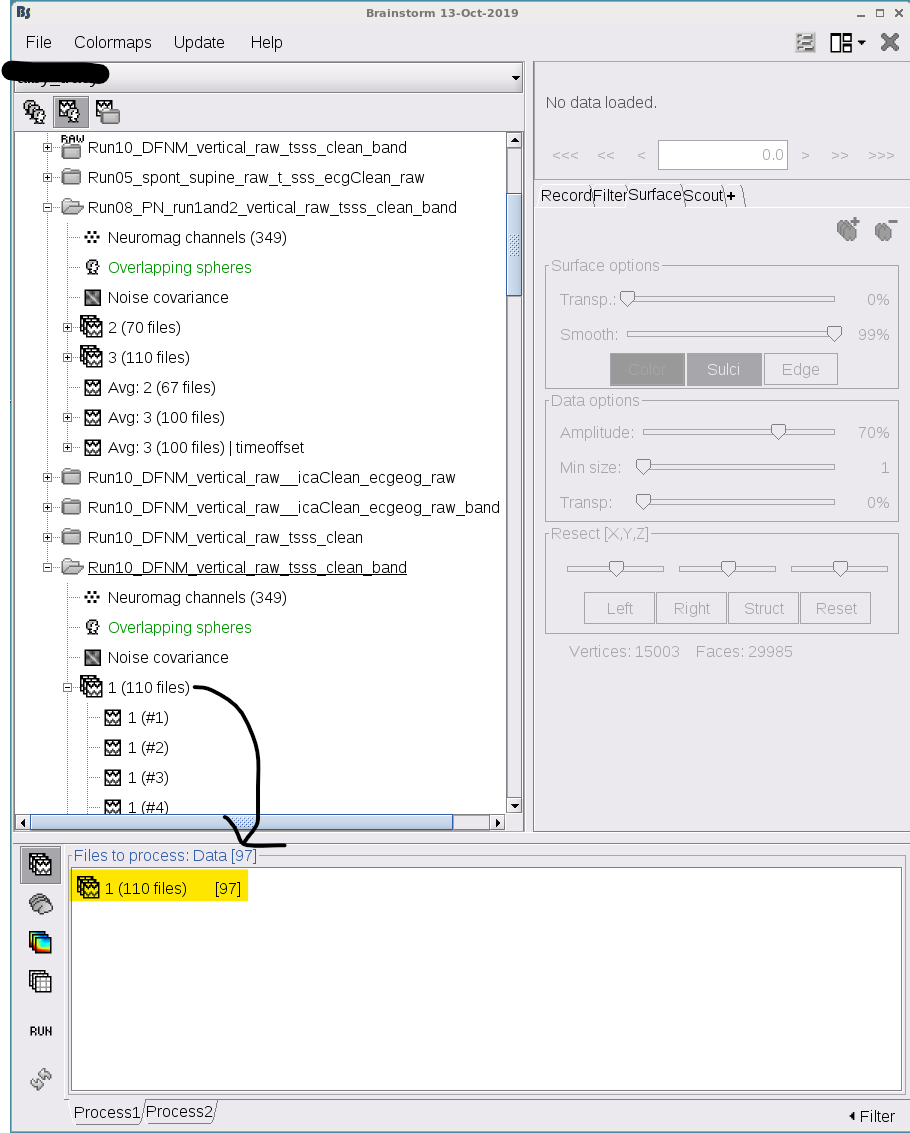 Bs Brainstorm 13-Oct-2019
File Colormaps Update Help
No data loaded.
<<< << < 0.0 > >> >>>
RAW
Run10_DFNM_vertical_raw_tsss_clean_band
Run05_spont_supine_raw_t_sss_ecgClean_raw
Run08_PN_run1and2_vertical_raw_tsss_clean_band
Neuromag channels (349)
Overlapping spheres
Noise covariance
2 (70 files)
3 (110 files)
Avg: 2 (67 files)
Avg: 3 (100 files)
Avg: 3 (100 files) | timeoffset
Run10_DFNM_vertical_raw__icaClean_ecgeog_raw
Run10_DFNM_vertical_raw__icaClean_ecgeog_raw_band
Run10_DFNM_vertical_raw_tsss_clean
Run10_DFNM_vertical_raw_tsss_clean_band
Neuromag channels (349)
Overlapping spheres
Noise covariance
1 (110 files)
1 (#1)
1 (#2)
1 (#3)
1 (#4)
Record Filter Surface Scout +
Surface options
Transp.: 0%
Smooth: 99%
Color Sulci Edge
Data options
Amplitude: 70%
Min size: 1
Transp: 0%
Resect [X,Y,Z]
Left Right Struct Reset
Vertices: 15003 Faces: 29985
Files to process: Data [97]
1 (110 files) [97]
RUN
Process1 Process2
Filter